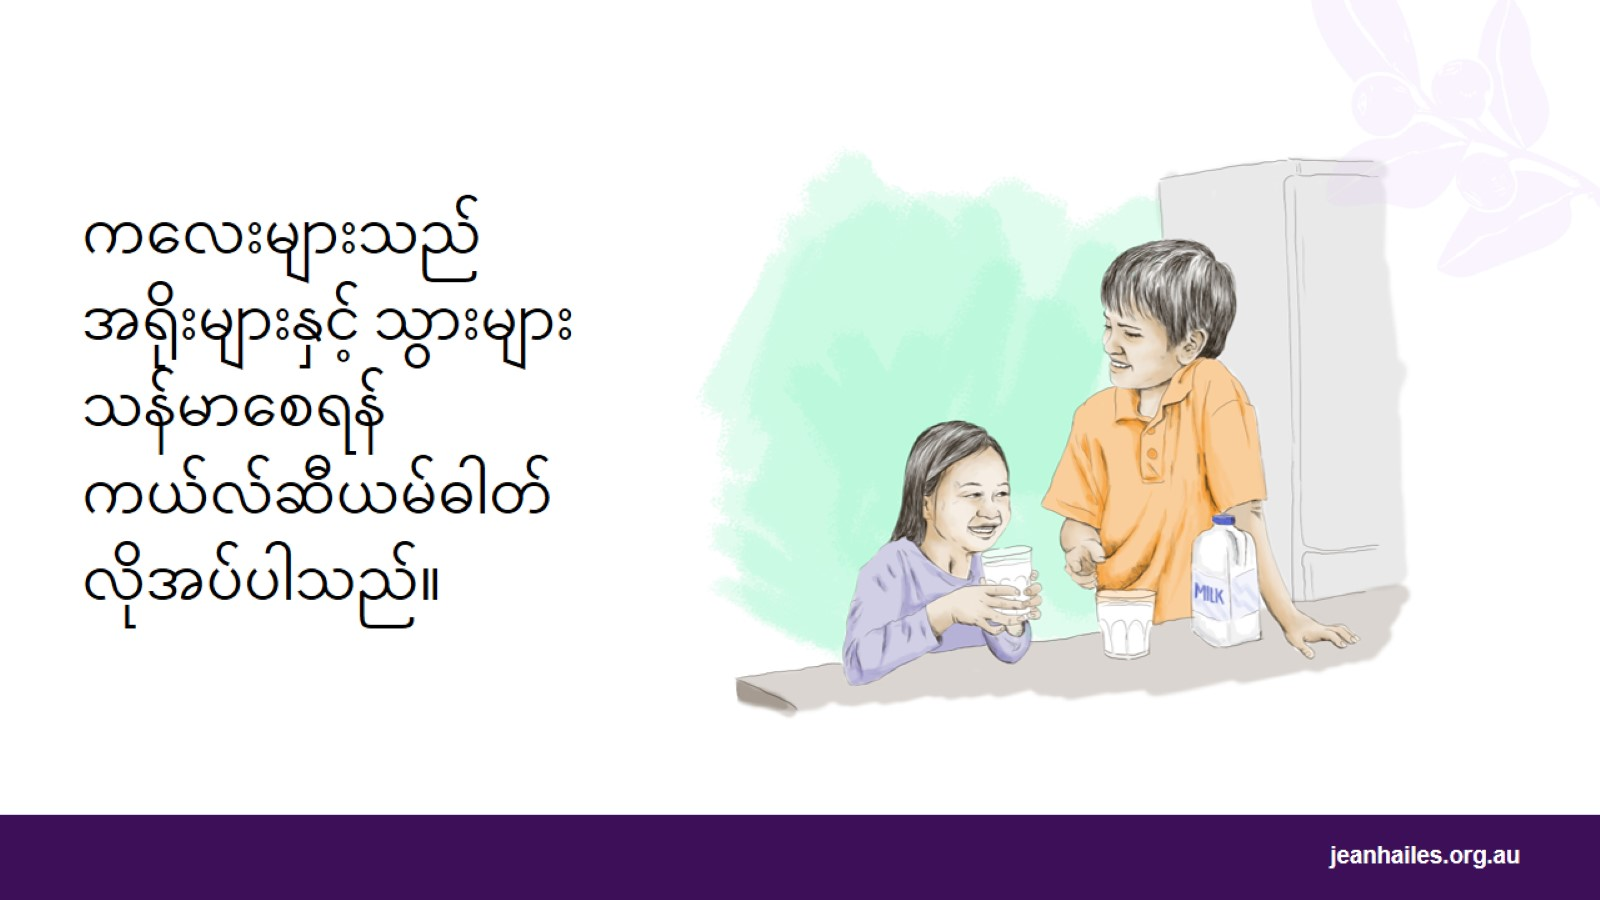 ကလေးများသည်
အရိုးများနှင့် သွားများ
သန်မာစေရန်
ကယ်လ်ဆီယမ်ဓါတ်
လိုအပ်ပါသည်။
MILK
jeanhailes.org.au